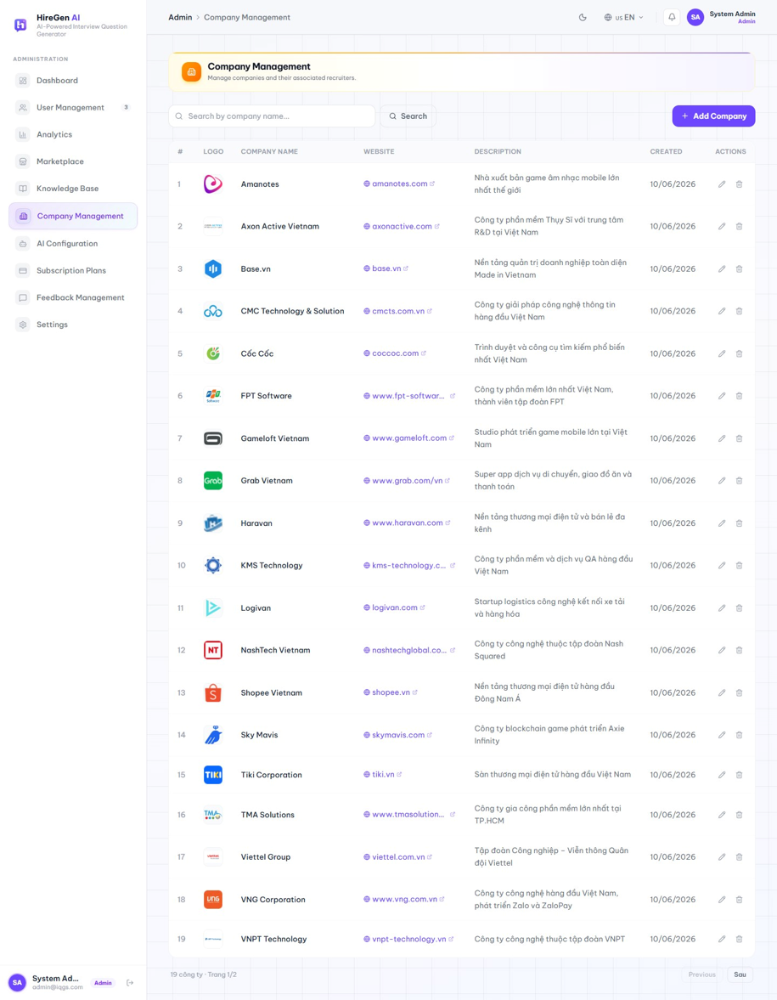 HireGen AI
AI-Powered Interview Question
Generator
ADMINISTRATION
Dashboard
User Management 3
Analytics
Marketplace
Knowledge Base
Company Management
AI Configuration
Subscription Plans
Feedback Management
Settings
SA System Ad... Admin
admin@iqgs.com
Admin > Company Management
us EN
SA System Admin
Admin
Company Management
Manage companies and their associated recruiters.
Search by company name...
Search
+ Add Company
# LOGO COMPANY NAME WEBSITE DESCRIPTION CREATED ACTIONS
1 Amanotes amanotes.com Nhà xuất bản game âm nhạc mobile lớn 10/06/2026
nhất thế giới
2 Axon Active Vietnam axonactive.com Công ty phần mềm Thụy Sĩ với trung tâm 10/06/2026
R&D tại Việt Nam
3 Base.vn base.vn Nền tảng quản trị doanh nghiệp toàn diện 10/06/2026
Made in Vietnam
4 CMC Technology & Solution cmcts.com.vn Công ty giải pháp công nghệ thông tin 10/06/2026
hàng đầu Việt Nam
5 Cốc Cốc coccoc.com Trình duyệt và công cụ tìm kiếm phổ biến 10/06/2026
nhất Việt Nam
6 FPT Software FPT Software www.fpt-softwar... Công ty phần mềm lớn nhất Việt Nam, 10/06/2026
thành viên tập đoàn FPT
7 Gameloft Vietnam www.gameloft.com Studio phát triển game mobile lớn tại Việt 10/06/2026
Nam
8 Grab Grab Vietnam www.grab.com/vn Super app dịch vụ di chuyển, giao đồ ăn và 10/06/2026
thanh toán
9 Haravan www.haravan.com Nền tảng thương mại điện tử và bán lẻ đa 10/06/2026
kênh
10 KMS Technology kms-technology.c... Công ty phần mềm và dịch vụ QA hàng đầu 10/06/2026
Việt Nam
11 Logivan logivan.com Startup logistics công nghệ kết nối xe tải 10/06/2026
và hàng hóa
12 NT NashTech Vietnam nashtechglobal.co... Công ty công nghệ thuộc tập đoàn Nash 10/06/2026
Squared
13 Shopee Vietnam shopee.vn Nền tảng thương mại điện tử hàng đầu 10/06/2026
Đông Nam Á
14 Sky Mavis skymavis.com Công ty blockchain game phát triển Axie 10/06/2026
Infinity
15 TIKI Tiki Corporation tiki.vn Sàn thương mại điện tử hàng đầu Việt Nam 10/06/2026
16 TMA TMA Solutions www.tmasolution... Công ty gia công phần mềm lớn nhất tại 10/06/2026
TP.HCM
17 viettel Viettel Group viettel.com.vn Tập đoàn Công nghiệp – Viễn thông Quân 10/06/2026
đội Viettel
18 VNG VNG Corporation www.vng.com.vn Công ty công nghệ hàng đầu Việt Nam, 10/06/2026
phát triển Zalo và ZaloPay
19 VNPT Technology vnpt-technology.vn Công ty công nghệ thuộc tập đoàn VNPT 10/06/2026
19 công ty · Trang 1/2
Previous Sau